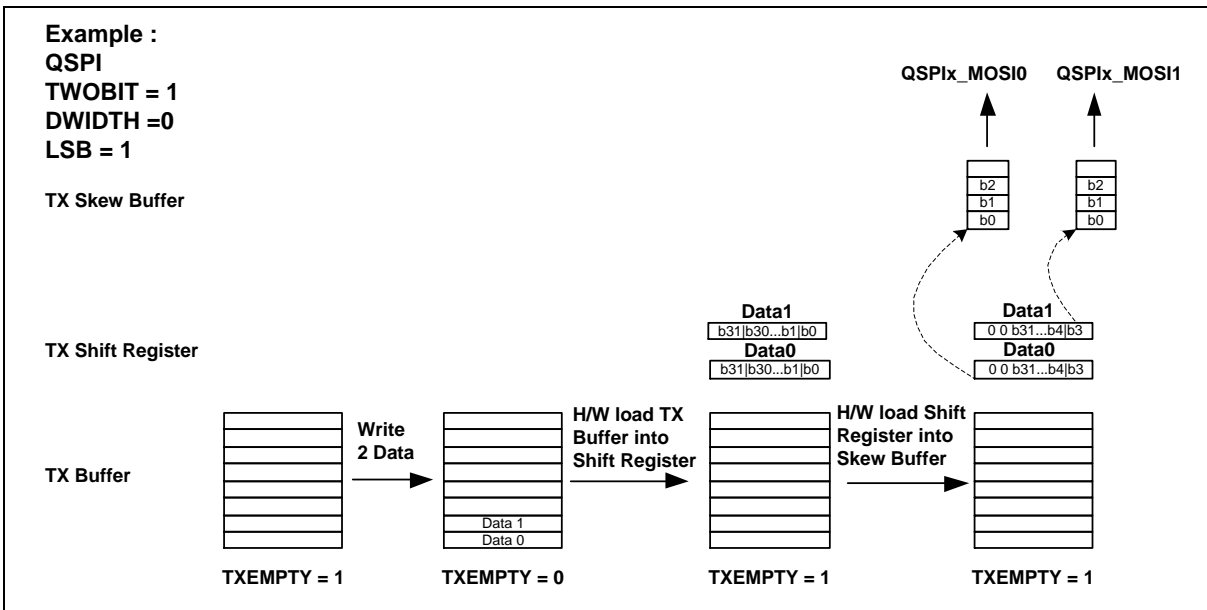 Example :
QSPI
TWOBIT = 1
DWIDTH =0
LSB = 1
QSPIx_MOSI0
QSPIx_MOSI1
TX Skew Buffer
b2
b1
b0
b2
b1
b0
TX Shift Register
Data1
b31|b30...b1|b0
Data0
b31|b30...b1|b0
Data1
0 0 b31...b4|b3
Data0
0 0 b31...b4|b3
TX Buffer
Write
2 Data
Data 1
Data 0
H/W load TX
Buffer into
Shift Register
H/W load Shift
Register into
Skew Buffer
TXEMPTY = 1
TXEMPTY = 0
TXEMPTY = 1
TXEMPTY = 1